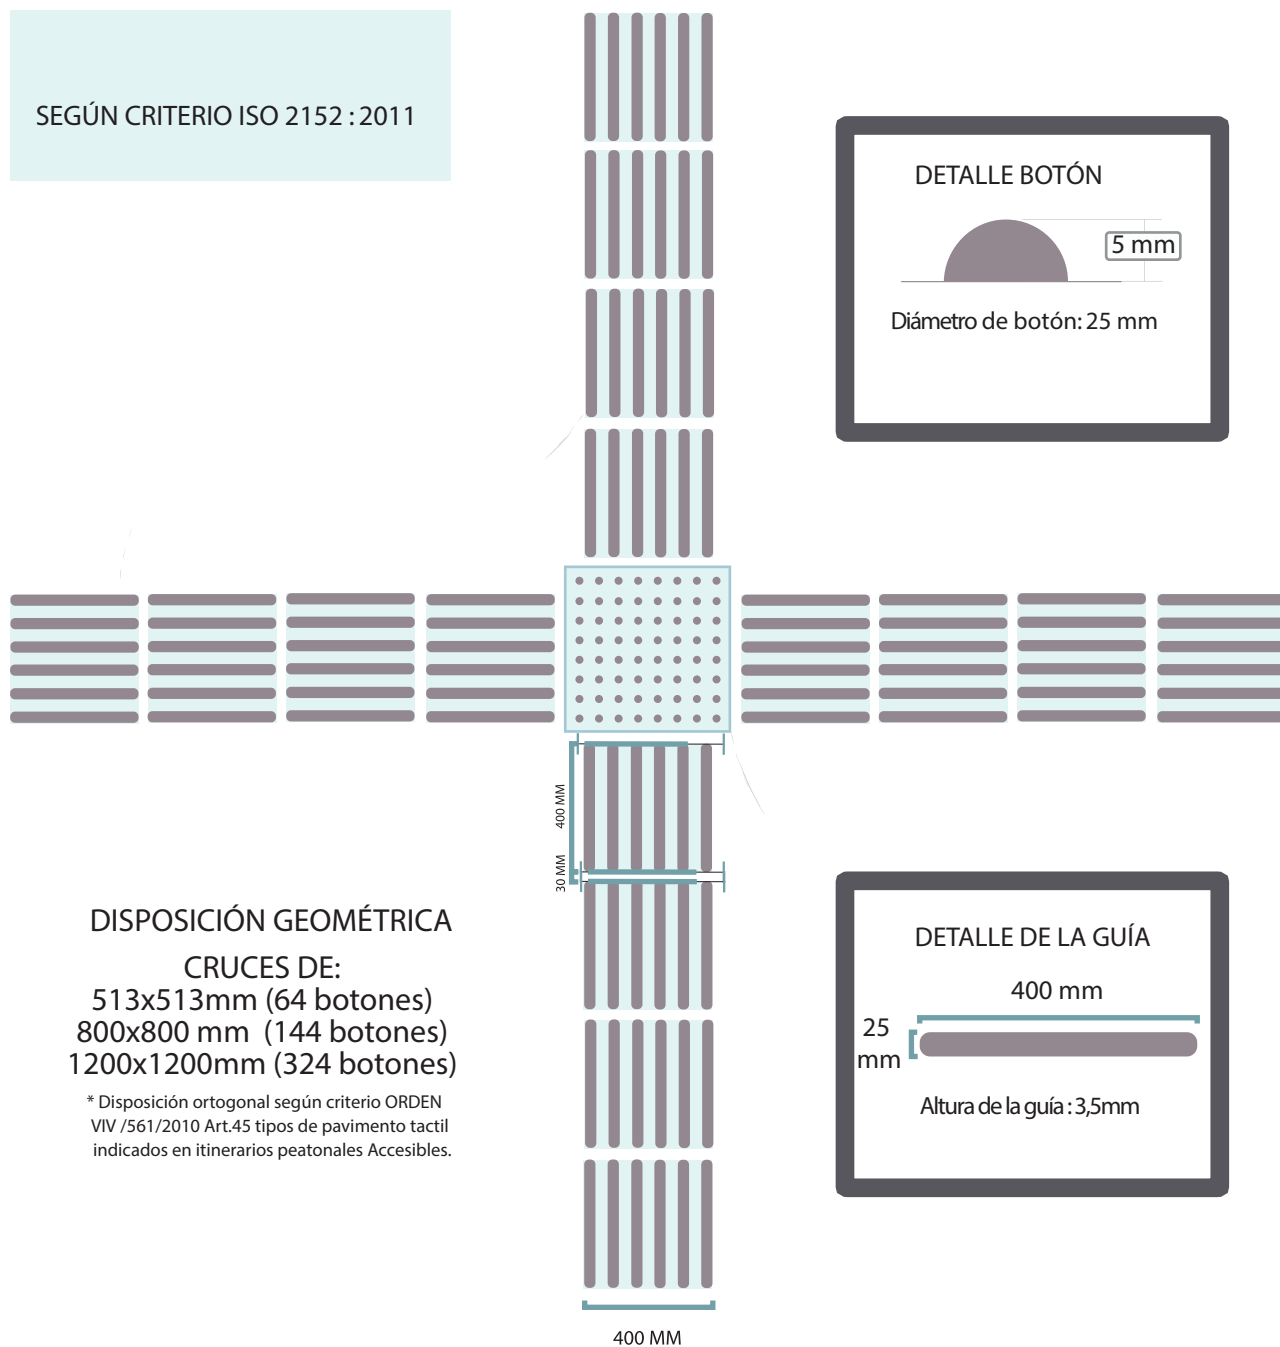 SEGÚN CRITERIO ISO 2152 : 2011
DETALLE BOTÓN
5 mm
Diámetro de botón: 25 mm
400 MM
30 MM
DISPOSICIÓN GEOMÉTRICA
CRUCES DE:
513x513mm (64 botones)
800x800 mm (144 botones)
1200x1200mm (324 botones)
* Disposición ortogonal según criterio ORDEN
VIV /561/2010 Art.45 tipos de pavimento tactil
indicados en itinerarios peatonales Accesibles.
DETALLE DE LA GUÍA
400 mm
25
mm
Altura de la guía : 3,5mm
400 MM